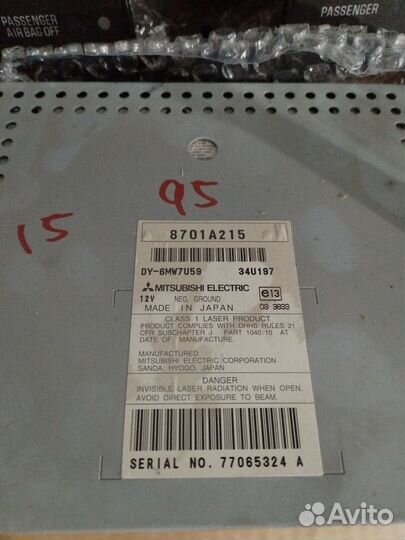 PASSENGER
AIR BAG OFF
PASSENGER
15
95
8701A215
DY-6MW7U59 34U197
MITSUBISHI ELECTRIC
12V NEG. GROUND
MADE IN JAPAN
e13
03 3833
CLASS 1 LASER PRODUCT
PRODUCT COMPLIES WITH DHHS RULES 21
CFR SUBCHAPTER J PART 1040.10 AT
DATE OF MANUFACTURE.
MANUFACTURED
MITSUBISHI ELECTRIC CORPORATION
SANDA, HYOGO, JAPAN
DANGER
INVISIBLE LASER RADIATION WHEN OPEN.
AVOID DIRECT EXPOSURE TO BEAM.
SERIAL NO. 77065324 A
Avito